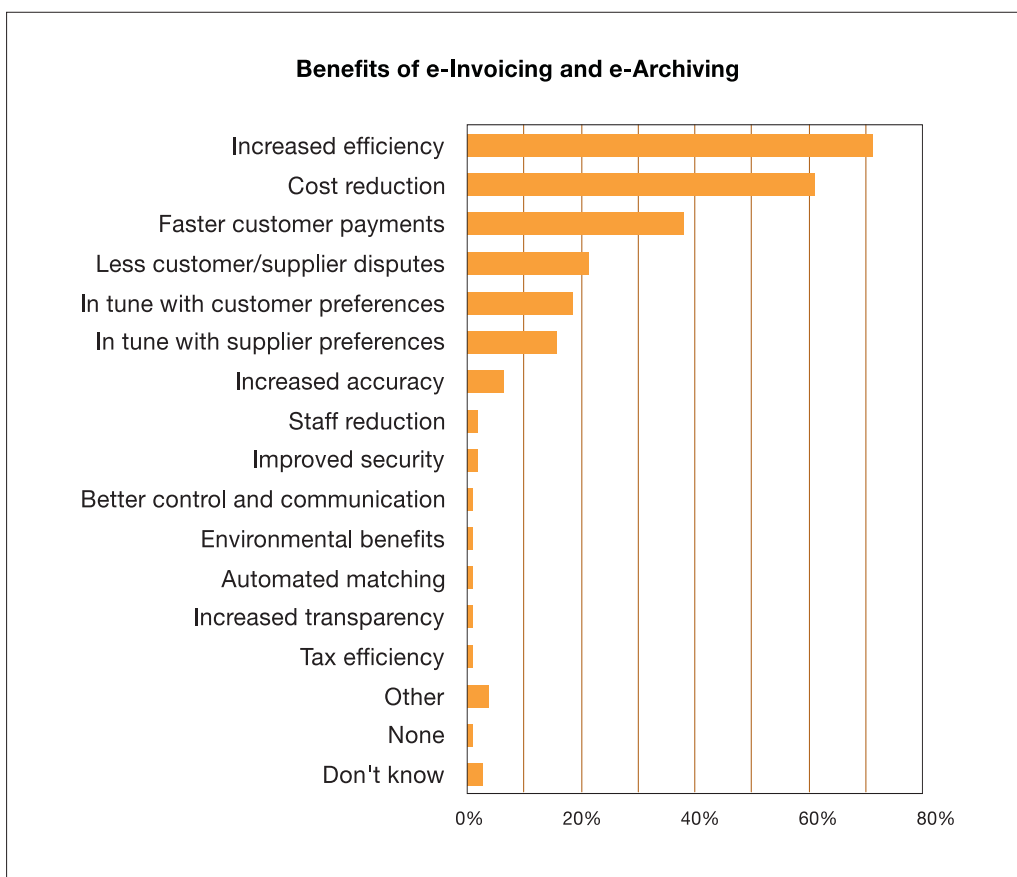 Benefits of e-Invoicing and e-Archiving
Increased efficiency
Cost reduction
Faster customer payments
Less customer/supplier disputes
In tune with customer preferences
In tune with supplier preferences
Increased accuracy
Staff reduction
Improved security
Better control and communication
Environmental benefits
Automated matching
Increased transparency
Tax efficiency
Other
None
Don't know
0% 20% 40% 60% 80%